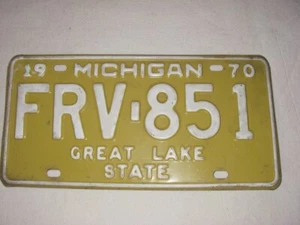 19 MICHIGAN 70
FRV-851
GREAT LAKE
STATE